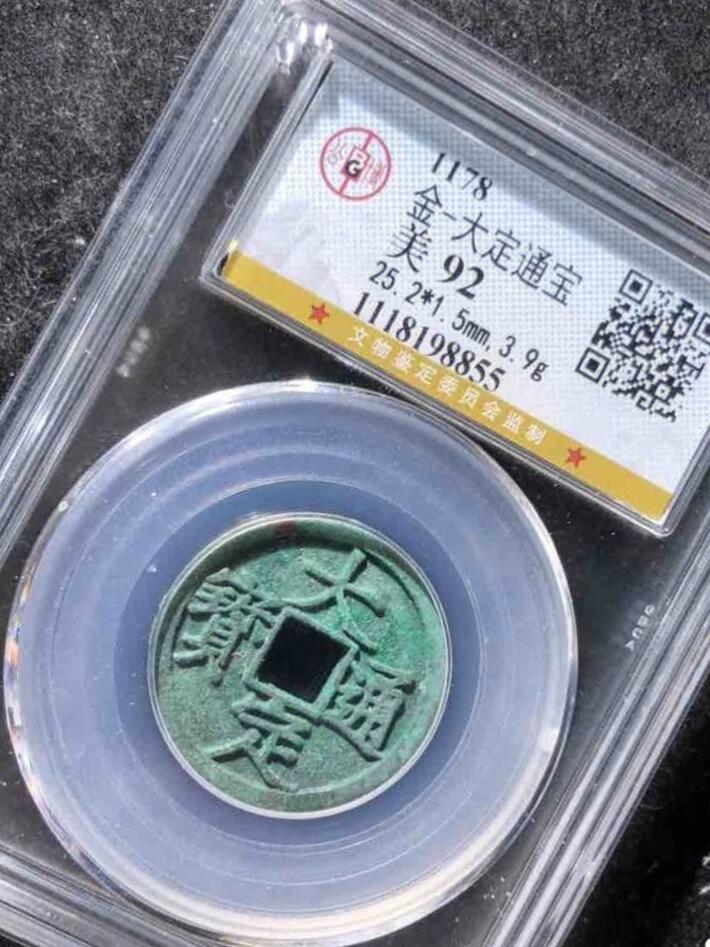 1178
金-大定通宝
美 92
25.2*1.5mm, 3.9g
1118198855
文物鉴定委员会监制
大定通寳